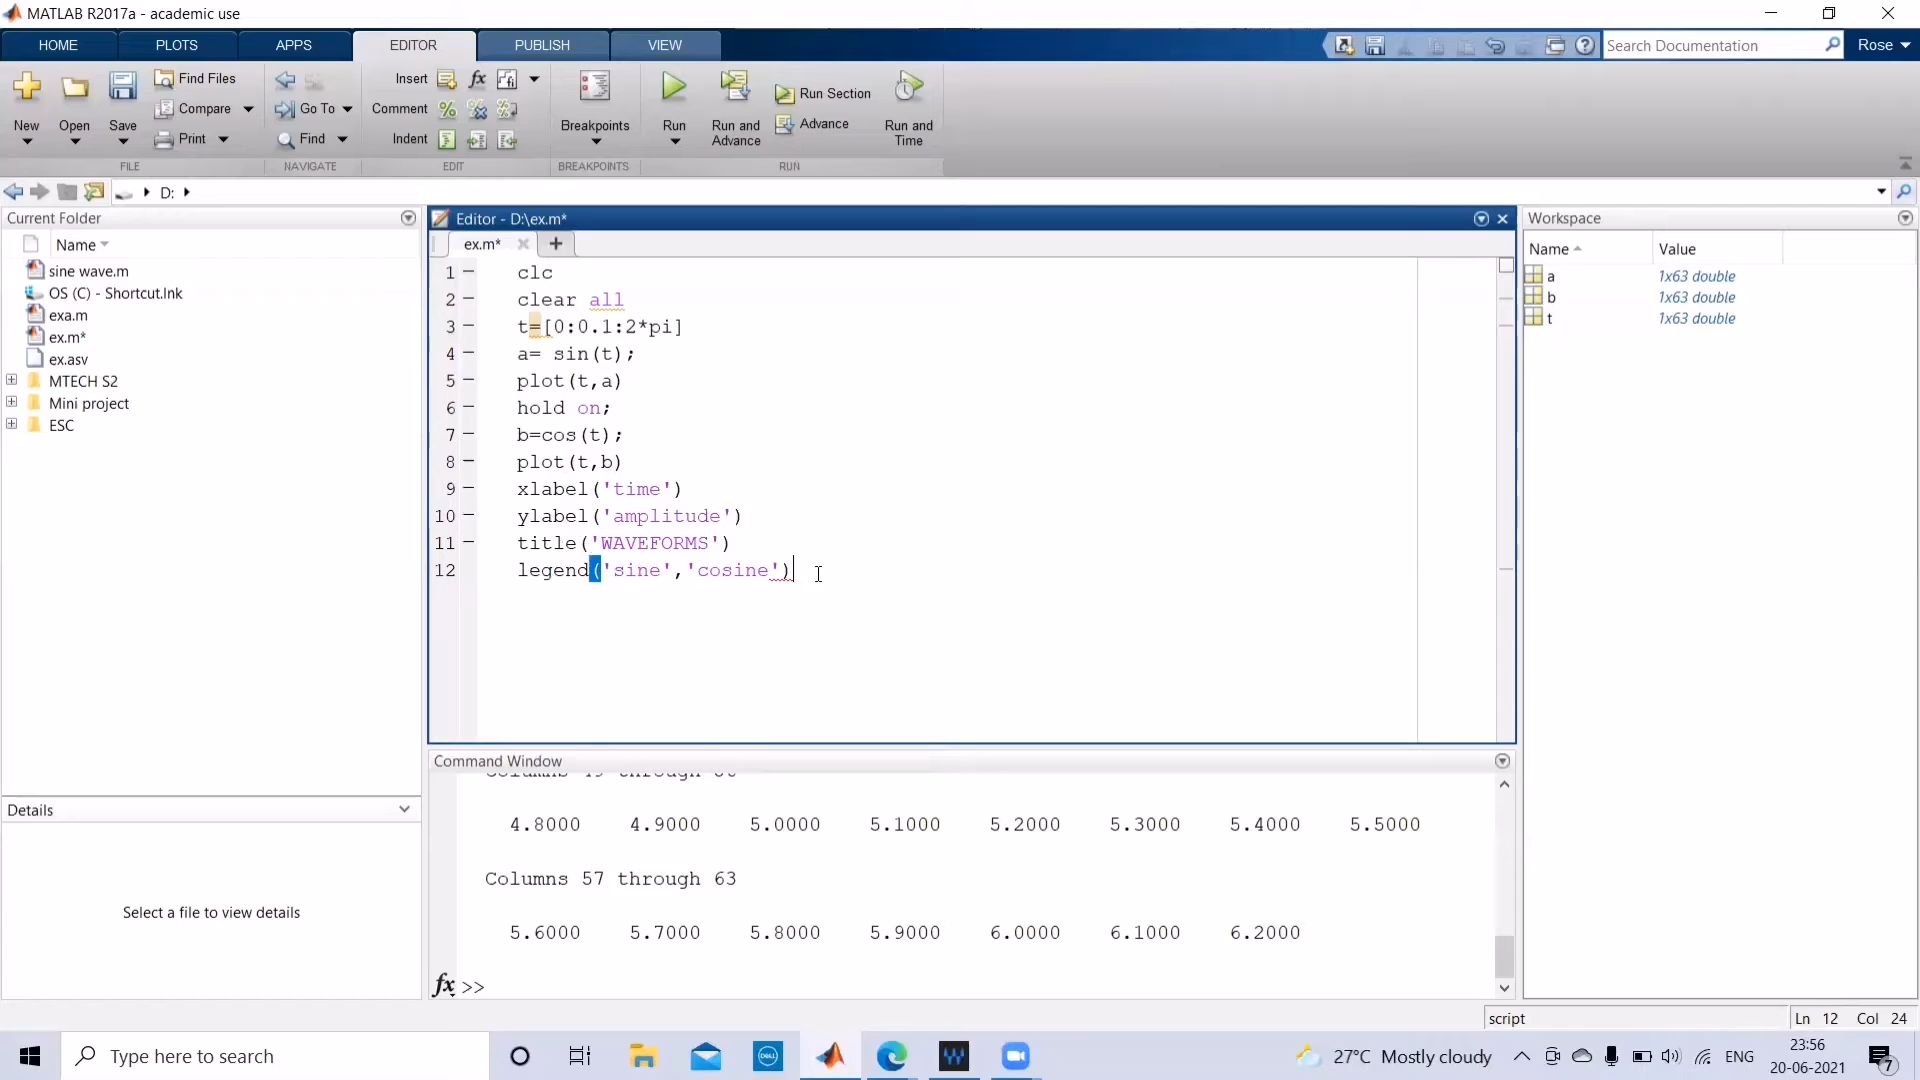 MATLAB R2017a - academic use
HOME PLOTS APPS EDITOR PUBLISH VIEW Search Documentation Rose
New Open Save Find Files Compare Print Go To Find Insert fx Comment Indent Breakpoints Run Run and Advance Run Section Advance Run and Time
FILE NAVIGATE EDIT BREAKPOINTS RUN
D:
Current Folder
Name
sine wave.m
OS (C) - Shortcut.lnk
exa.m
ex.m*
ex.asv
MTECH S2
Mini project
ESC
Details
Select a file to view details
Editor - D:\ex.m*
ex.m*
1 clc
2 clear all
3 t=[0:0.1:2*pi]
4 a= sin(t);
5 plot(t,a)
6 hold on;
7 b=cos(t);
8 plot(t,b)
9 xlabel('time')
10 ylabel('amplitude')
11 title('WAVEFORMS')
12 legend('sine','cosine')
Command Window
4.8000 4.9000 5.0000 5.1000 5.2000 5.3000 5.4000 5.5000
Columns 57 through 63
5.6000 5.7000 5.8000 5.9000 6.0000 6.1000 6.2000
fx >>
Workspace
Name Value
a 1x63 double
b 1x63 double
t 1x63 double
script Ln 12 Col 24
Type here to search DELL W 27°C Mostly cloudy ENG 23:56
20-06-2021 7